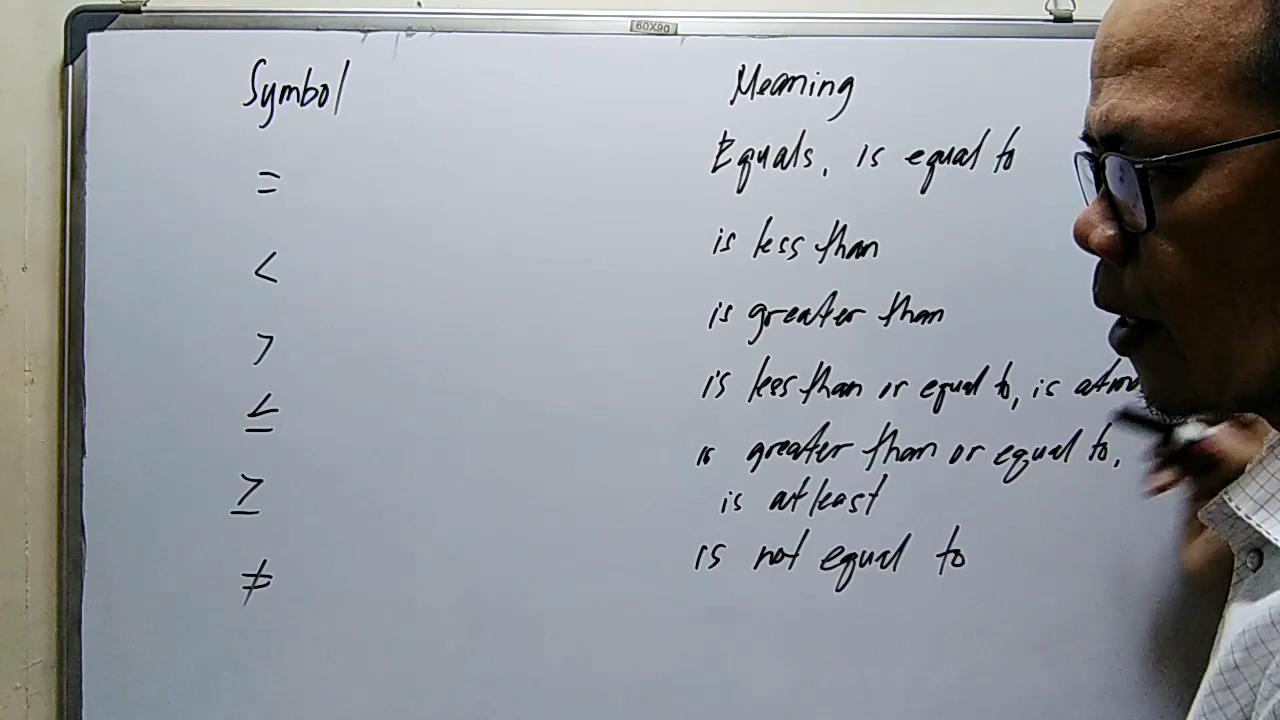 60X90
Symbol Meaning
= Equals, is equal to
< is less than
> is greater than
≤ is less than or equal to, is
≥ is greater than or equal to,
is atleast
≠ is not equal to